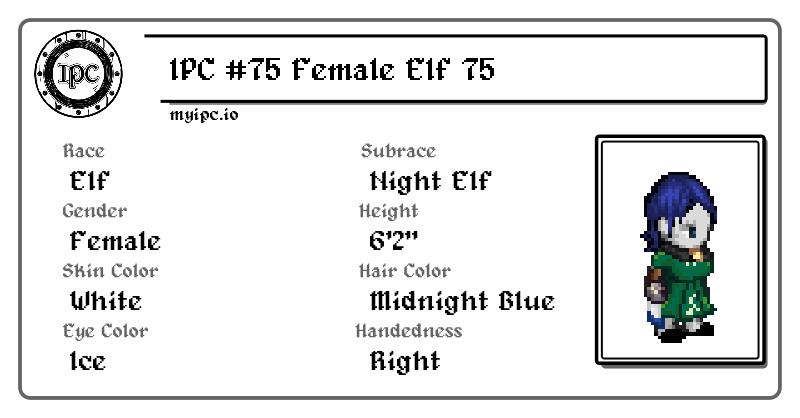 IPC
IPC #75 Female Elf 75
myipc.io
Race
Elf
Subrace
Night Elf
Gender
Female
Height
6'2"
Skin Color
White
Hair Color
Midnight Blue
Eye Color
Ice
Handedness
Right